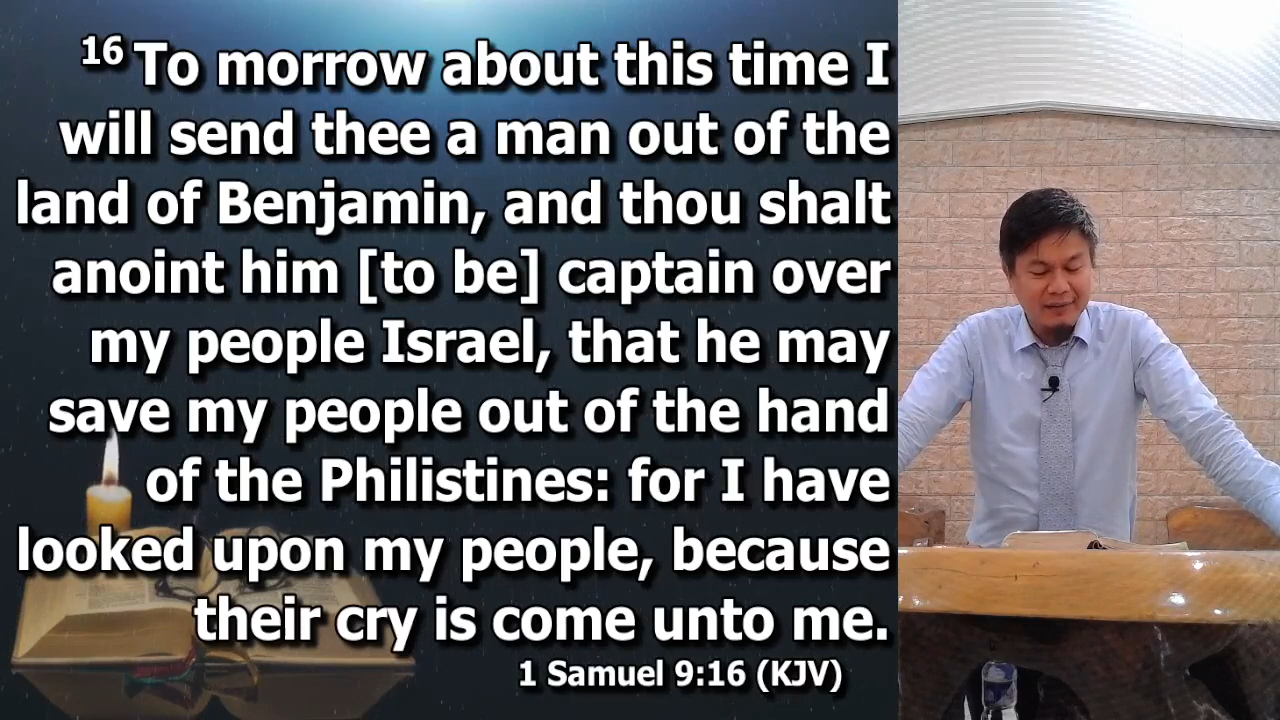 16 To morrow about this time I
will send thee a man out of the
land of Benjamin, and thou shalt
anoint him [to be] captain over
my people Israel, that he may
save my people out of the hand
of the Philistines: for I have
looked upon my people, because
their cry is come unto me.
1 Samuel 9:16 (KJV)